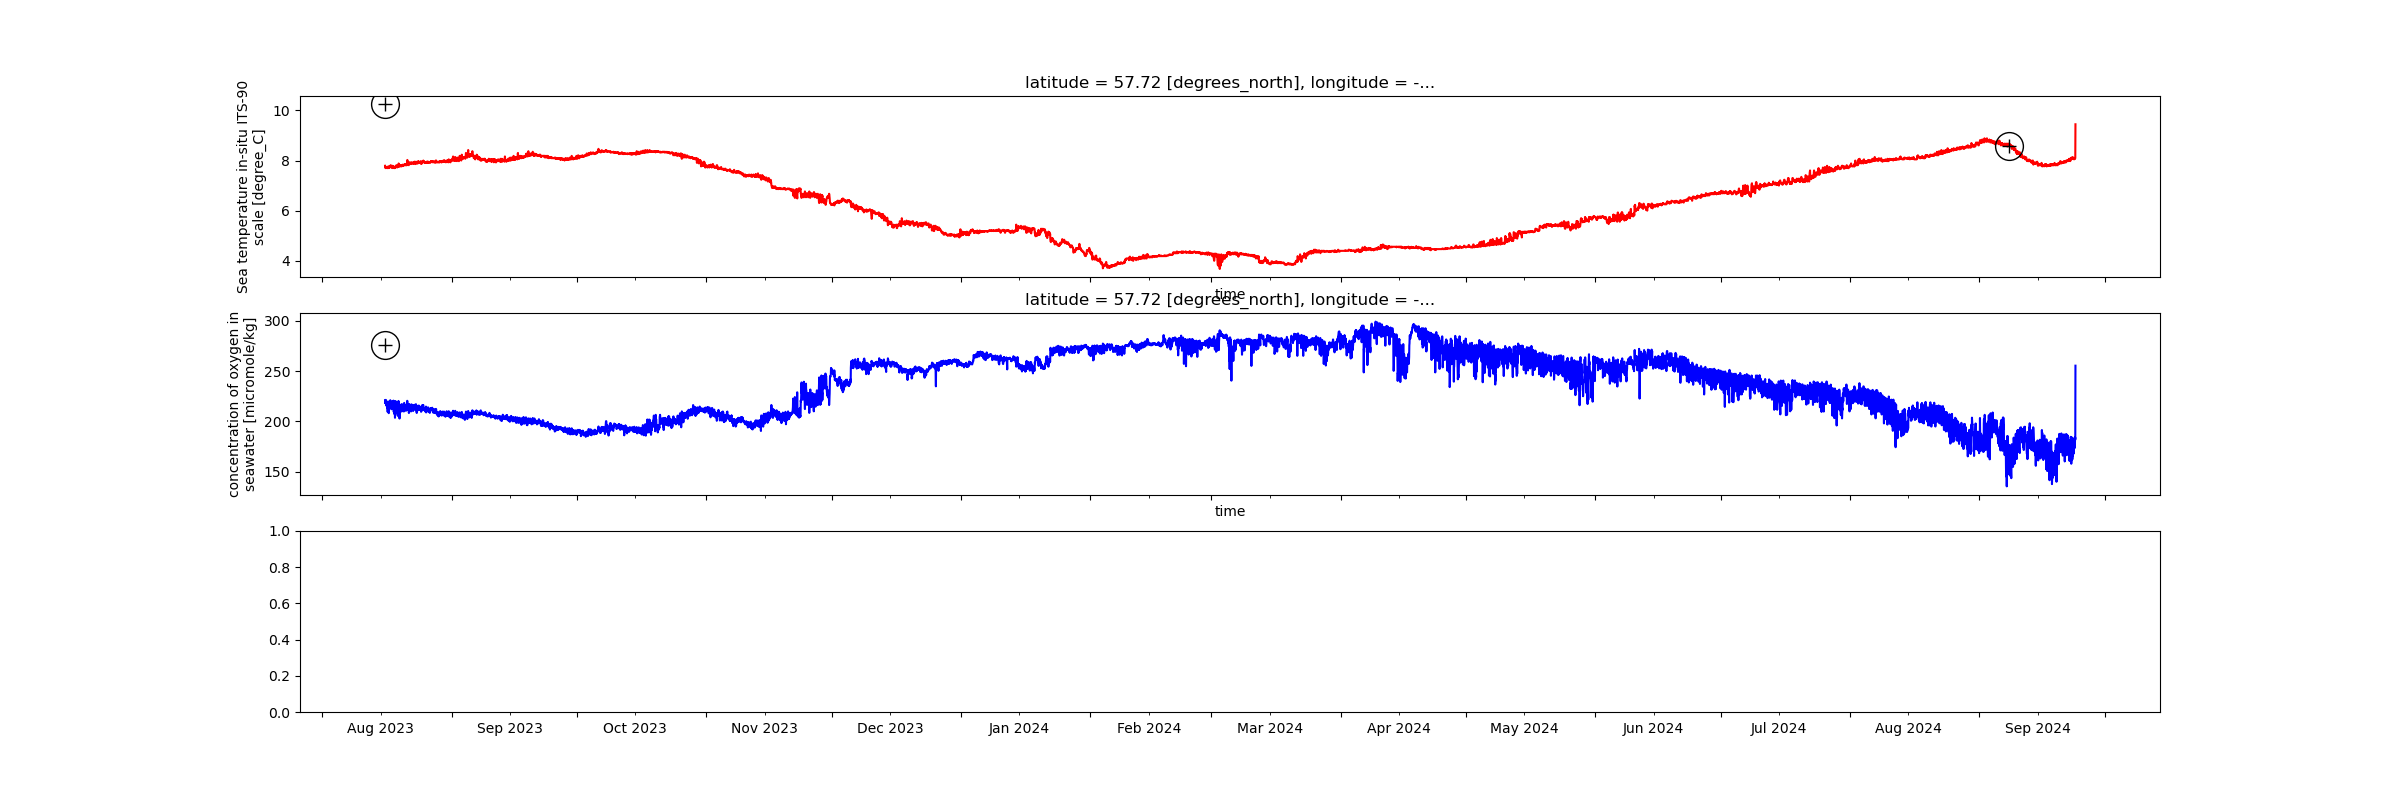 latitude = 57.72 [degrees_north], longitude = -...
Sea temperature in-situ ITS-90
scale [degree_C]
10
8
6
4
time
latitude = 57.72 [degrees_north], longitude = -...
concentration of oxygen in
seawater [micromole/kg]
300
250
200
150
time
1.0
0.8
0.6
0.4
0.2
0.0
Aug 2023 Sep 2023 Oct 2023 Nov 2023 Dec 2023 Jan 2024 Feb 2024 Mar 2024 Apr 2024 May 2024 Jun 2024 Jul 2024 Aug 2024 Sep 2024